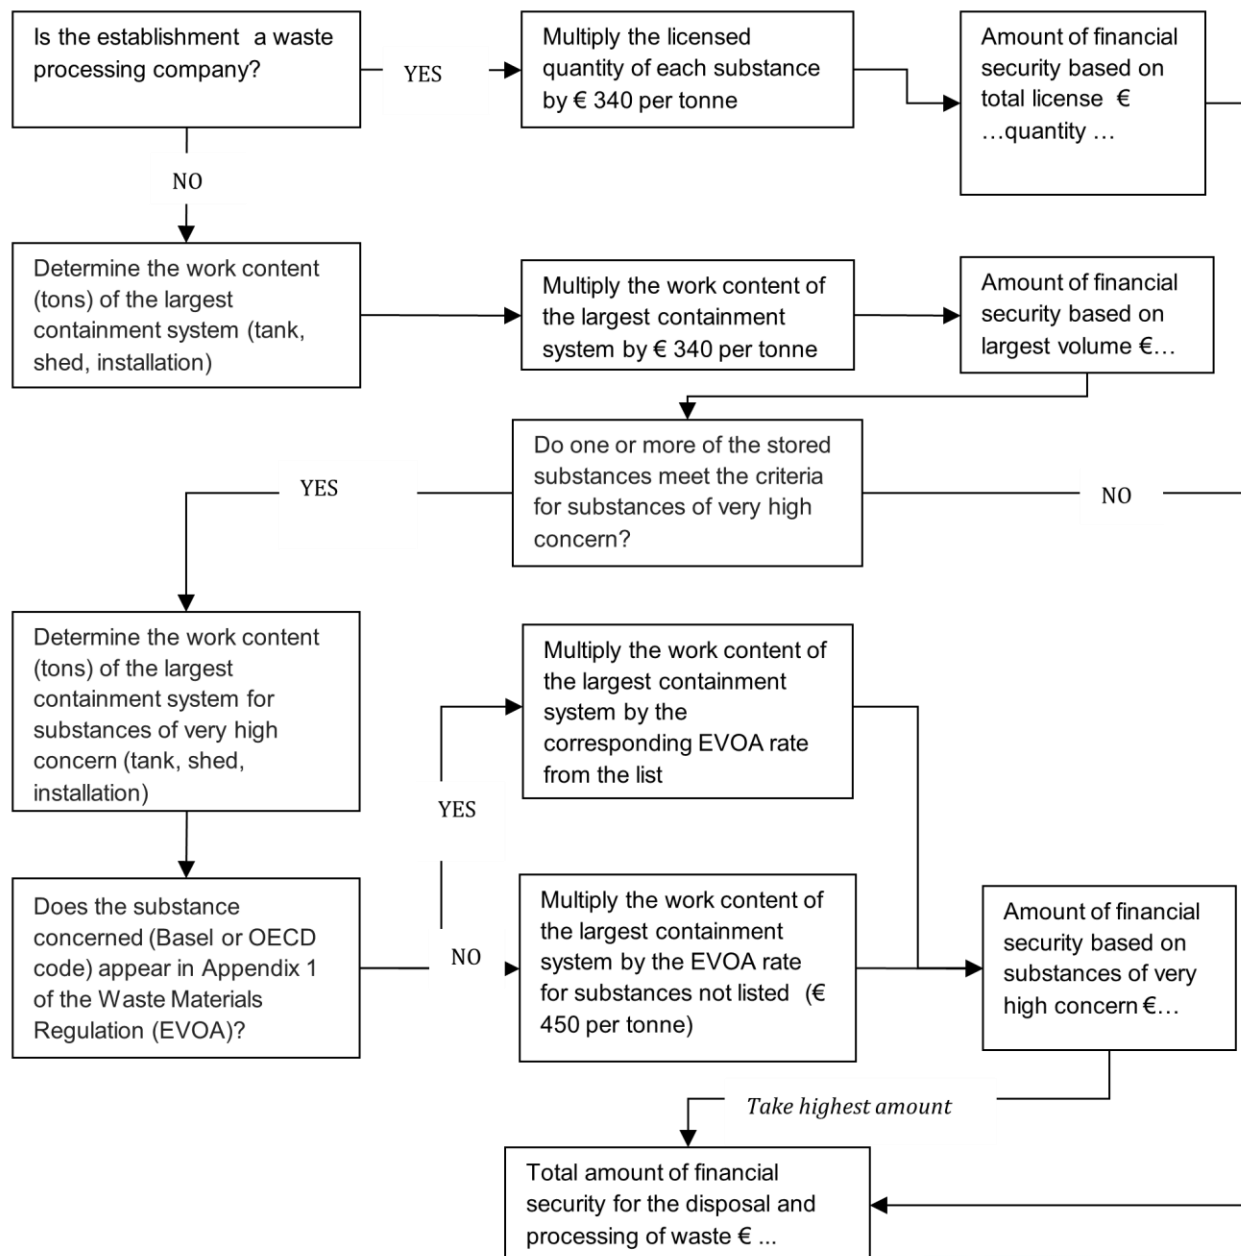 Is the establishment a waste
processing company?
YES
Multiply the licensed
quantity of each substance
by € 340 per tonne
Amount of financial
security based on
total license €
…quantity …
NO
Determine the work content
(tons) of the largest
containment system (tank,
shed, installation)
Multiply the work content of
the largest containment
system by € 340 per tonne
Amount of financial
security based on
largest volume €…
Do one or more of the stored
substances meet the criteria
for substances of very high
concern?
YES
NO
Determine the work content
(tons) of the largest
containment system for
substances of very high
concern (tank, shed,
installation)
Multiply the work content of
the largest containment
system by the
corresponding EVOA rate
from the list
YES
Does the substance
concerned (Basel or OECD
code) appear in Appendix 1
of the Waste Materials
Regulation (EVOA)?
NO
Multiply the work content of
the largest containment
system by the EVOA rate
for substances not listed (€
450 per tonne)
Amount of financial
security based on
substances of very
high concern €…
Take highest amount
Total amount of financial
security for the disposal and
processing of waste € ...